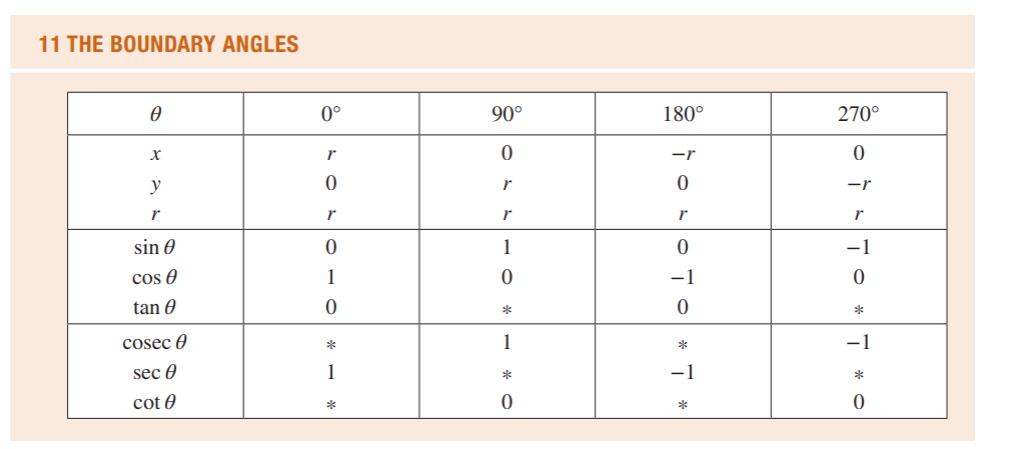 11 THE BOUNDARY ANGLES
θ 0° 90° 180° 270°
x r 0 −r 0
y 0 r 0 −r
r r r r r
sin θ 0 1 0 −1
cos θ 1 0 −1 0
tan θ 0 * 0 *
cosec θ * 1 * −1
sec θ 1 * −1 *
cot θ * 0 * 0